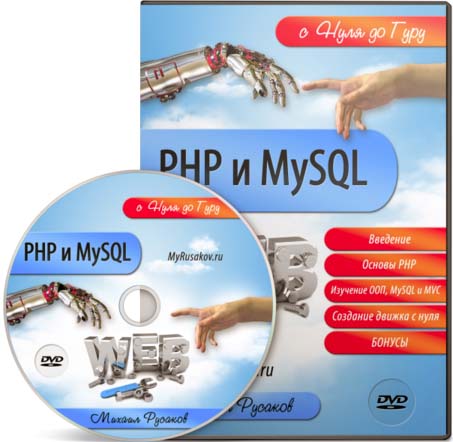 с Нуля до Гуру
PHP и MySQL
Введение
Основы PHP
Изучение ООП, MySQL и MVC
Создание движка с нуля
БОНУСЫ
.ru
Русаков
DVD
с Нуля до Гуру
PHP и MySQL
MyRusakov.ru
WEB
DVD
Михаил Русаков